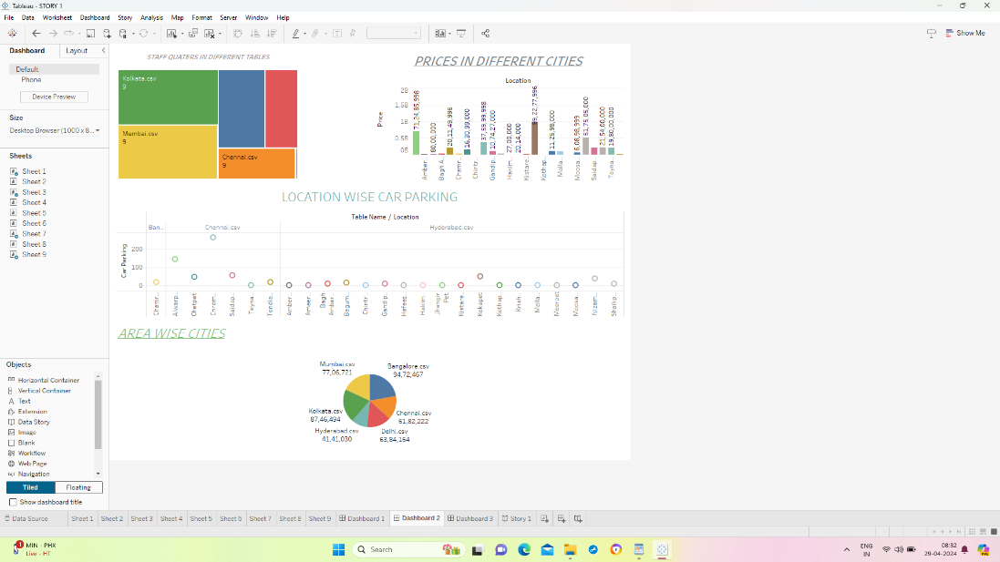 Tableau - STORY 1
File Data Worksheet Dashboard Story Analysis Map Format Server Window Help
Show Me
Dashboard Layout
Default
Phone
Device Preview
Size
Desktop Browser (1000 x 8...
Sheets
Sheet 1
Sheet 2
Sheet 3
Sheet 4
Sheet 5
Sheet 6
Sheet 7
Sheet 8
Sheet 9
Objects
Horizontal Container
Vertical Container
Text
Extension
Data Story
Image
Blank
Workflow
Web Page
Navigation
Tiled Floating
Show dashboard title
STAFF QUATERS IN DIFFERENT TABLES
Kolkata.csv
9
Mumbai.csv
9
Chennai.csv
9
PRICES IN DIFFERENT CITIES
Location
Price
2B
1.5B
1B
0.5B
0B
71,24,85,998
80,00,000
20,11,49,996
16,30,99,000
37,69,99,998
10,74,27,000
27,00,000
20,14,000
89,22,77,996
11,25,98,000
6,08,98,999
53,75,05,000
21,54,00,000
19,80,00,000
Amber..
Bagh A..
Chamr..
Chintr..
Gandip..
Hakim..
Kistare..
Kothap..
Malla..
Moosa..
Saidap..
Teyna..
LOCATION WISE CAR PARKING
Table Name / Location
Ban.. Chennai.csv Hyderabad.csv
Car Parking
200
100
0
Chamr..
Alwarp..
Chetpet
Chrom..
Saidap..
Teyna..
Tondia..
Amber..
Ameer..
Bagh Amber..
Begum..
Chintr..
Gandip..
Hafeez..
Hakim..
Jhangir Pet
Kistare..
Kokapet
Kothap..
Krish..
Malla..
Meerpet
Moosa..
Nizam..
Shaikp..
AREA WISE CITIES
Mumbai.csv
77,06,721
Bangalore.csv
94,72,467
Kolkata.csv
87,46,494
Chennai.csv
61,82,222
Hyderabad.csv
41,41,030
Delhi.csv
63,84,164
Data Source Sheet 1 Sheet 2 Sheet 3 Sheet 4 Sheet 5 Sheet 6 Sheet 7 Sheet 8 Sheet 9 Dashboard 1 Dashboard 2 Dashboard 3 Story 1
1
MIN - PHX
Live - HT
Search
ENG
IN
08:32
29-04-2024